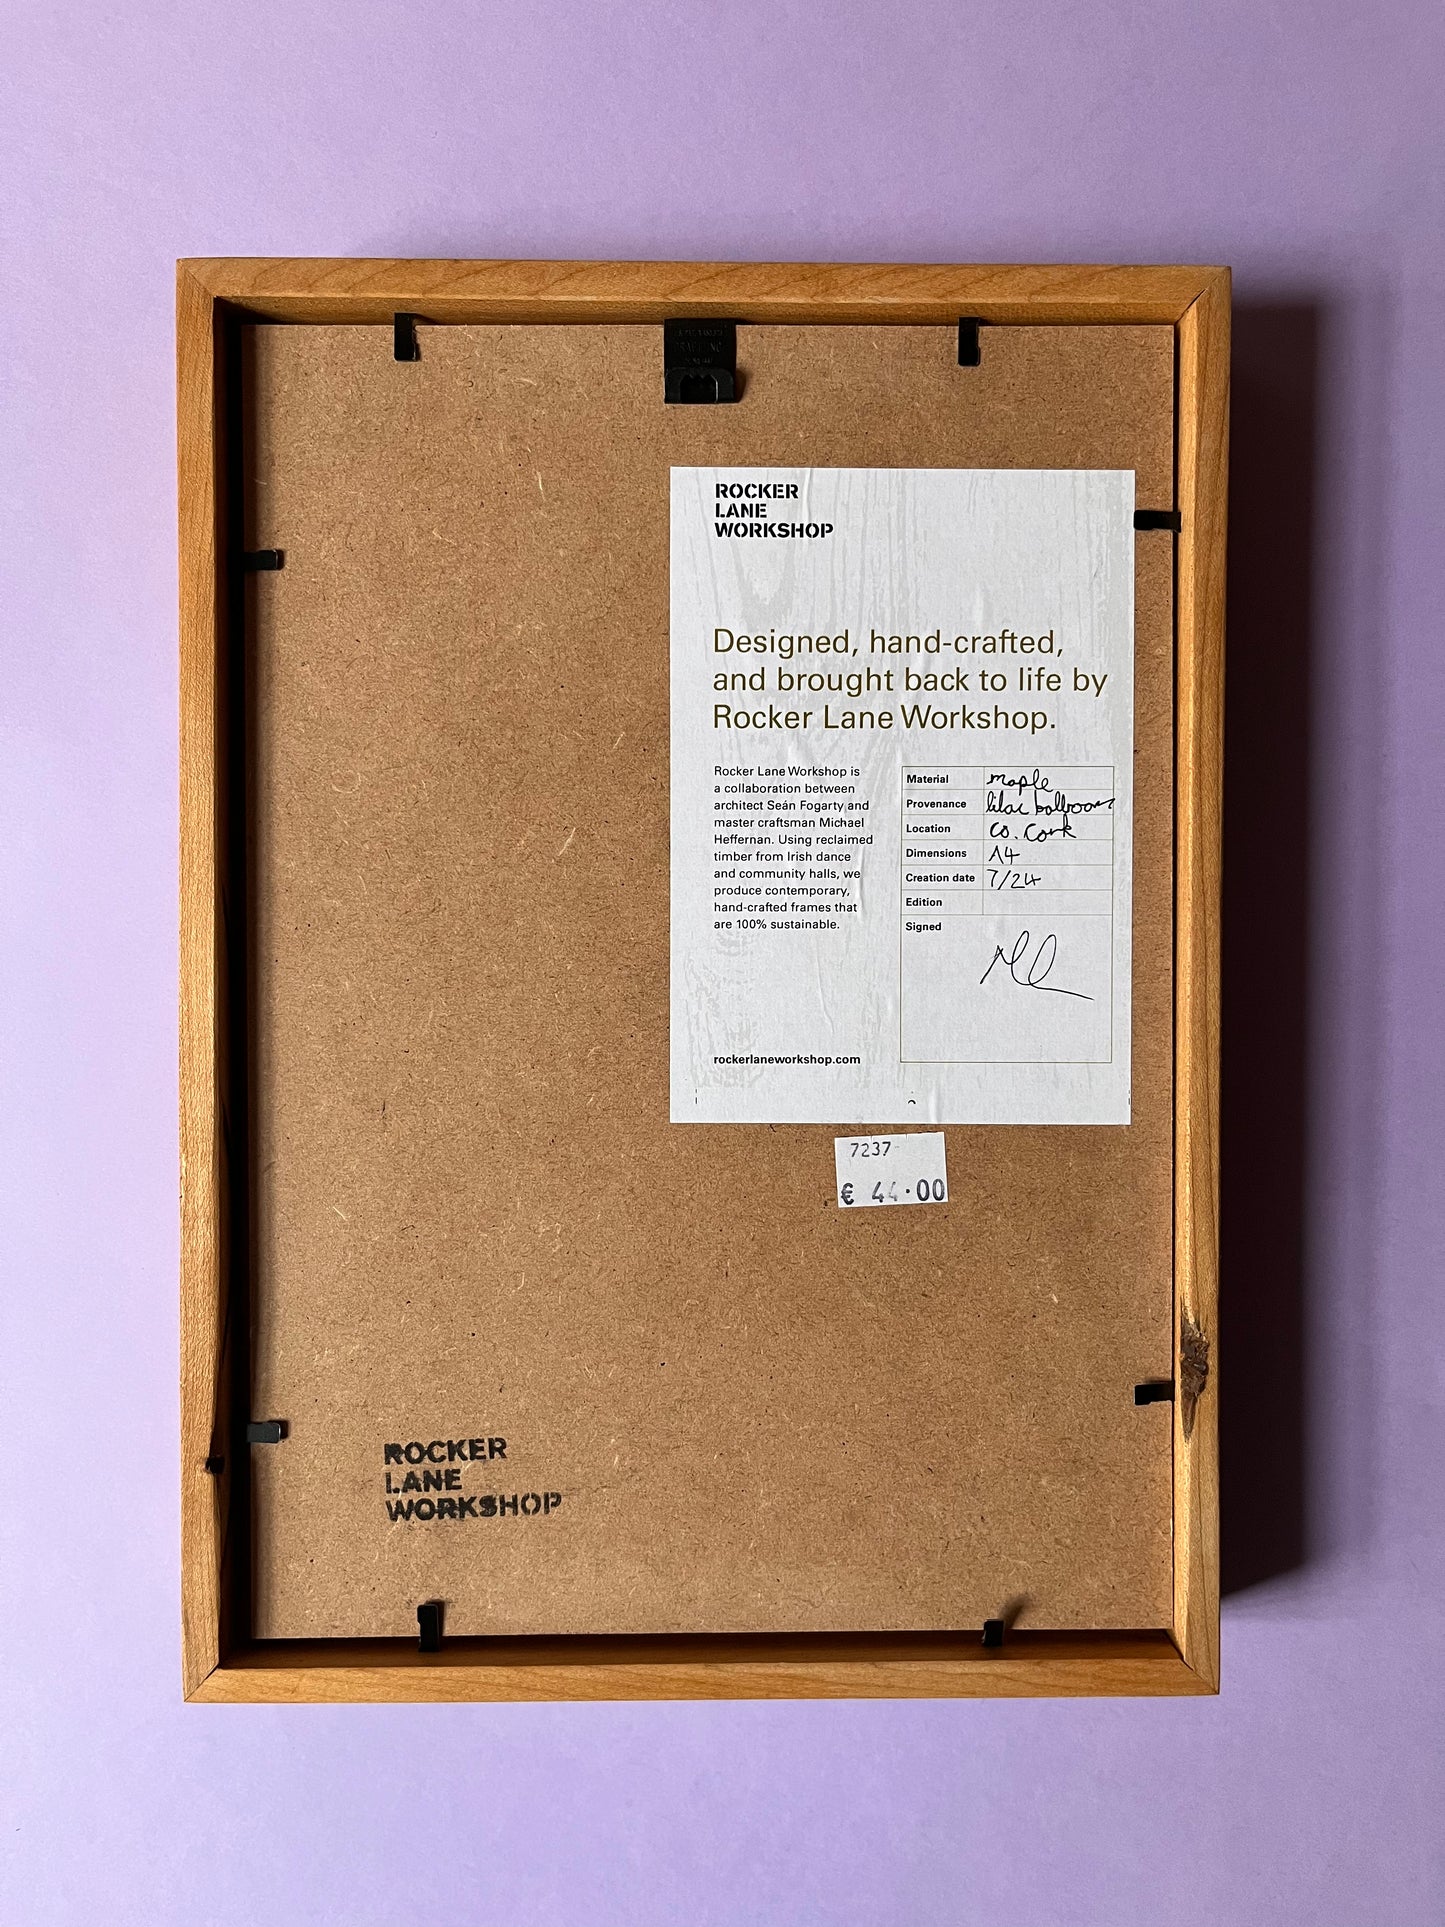 ROCKER
LANE
WORKSHOP
Designed, hand-crafted,
and brought back to life by
Rocker Lane Workshop.
Rocker Lane Workshop is
a collaboration between
architect Seán Fogarty and
master craftsman Michael
Heffernan. Using reclaimed
timber from Irish dance
and community halls, we
produce contemporary,
hand-crafted frames that
are 100% sustainable.
rockerlaneworkshop.com
Material maple
Provenance lilac ballroom
Location Co. Cork
Dimensions A4
Creation date 7/24
Edition
Signed
7237
€ 44.00
ROCKER
LANE
WORKSHOP